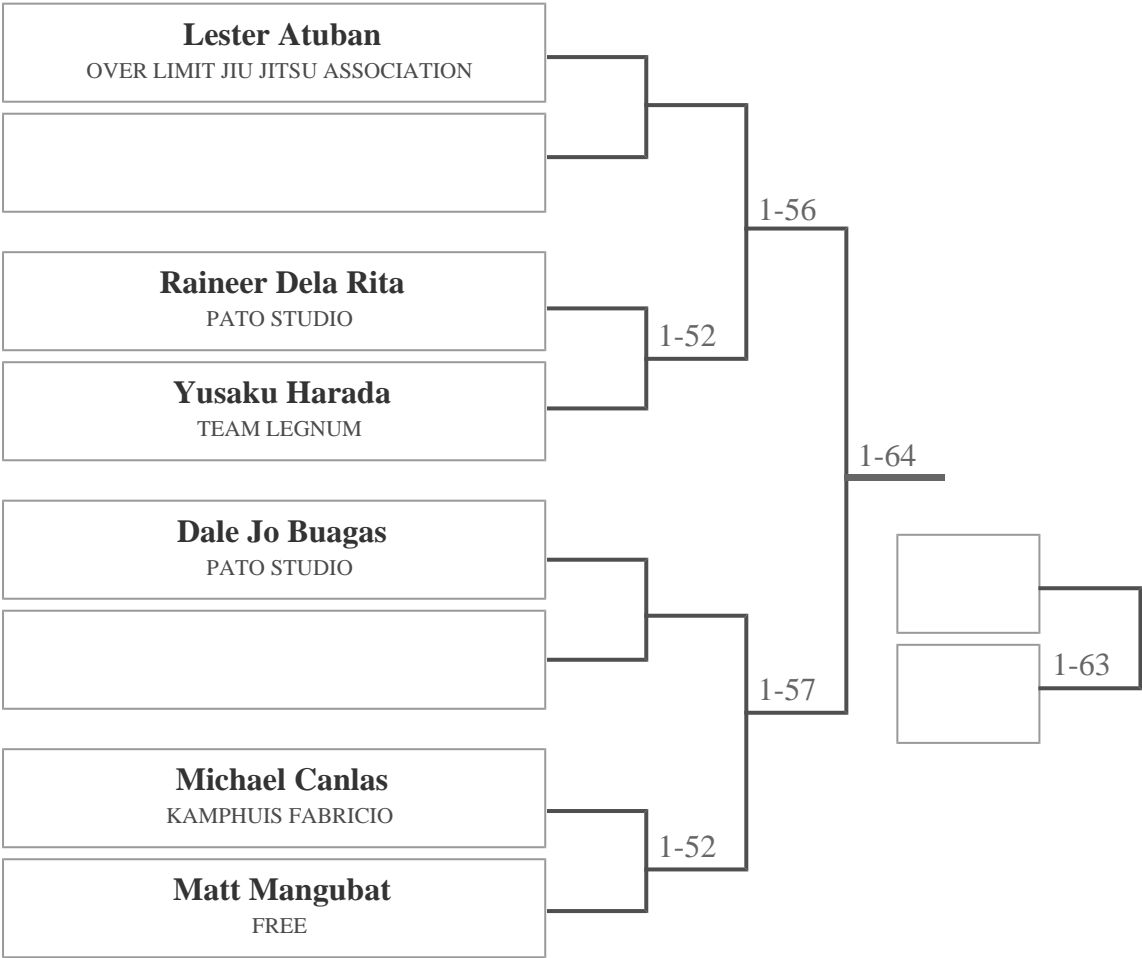 Lester Atuban
OVER LIMIT JIU JITSU ASSOCIATION
1-56
Raineer Dela Rita
PATO STUDIO
1-52
Yusaku Harada
TEAM LEGNUM
1-64
Dale Jo Buagas
PATO STUDIO
1-63
1-57
Michael Canlas
KAMPHUIS FABRICIO
1-52
Matt Mangubat
FREE